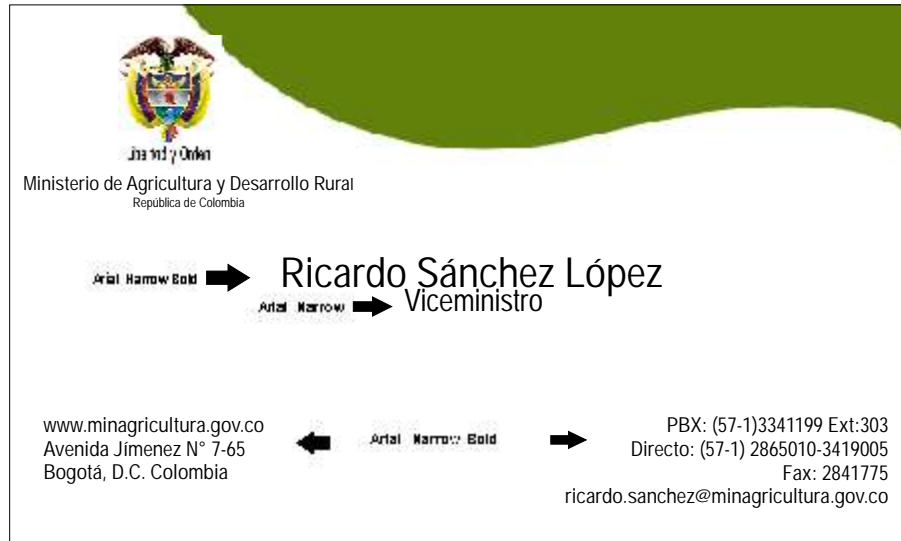 Libertad y Orden
Ministerio de Agricultura y Desarrollo Rural
República de Colombia
Arial Narrow Bold
Ricardo Sánchez López
Arial Narrow
Viceministro
www.minagricultura.gov.co
Avenida Jímenez N° 7-65
Bogotá, D.C. Colombia
Arial Narrow Bold
PBX: (57-1)3341199 Ext:303
Directo: (57-1) 2865010-3419005
Fax: 2841775
ricardo.sanchez@minagricultura.gov.co